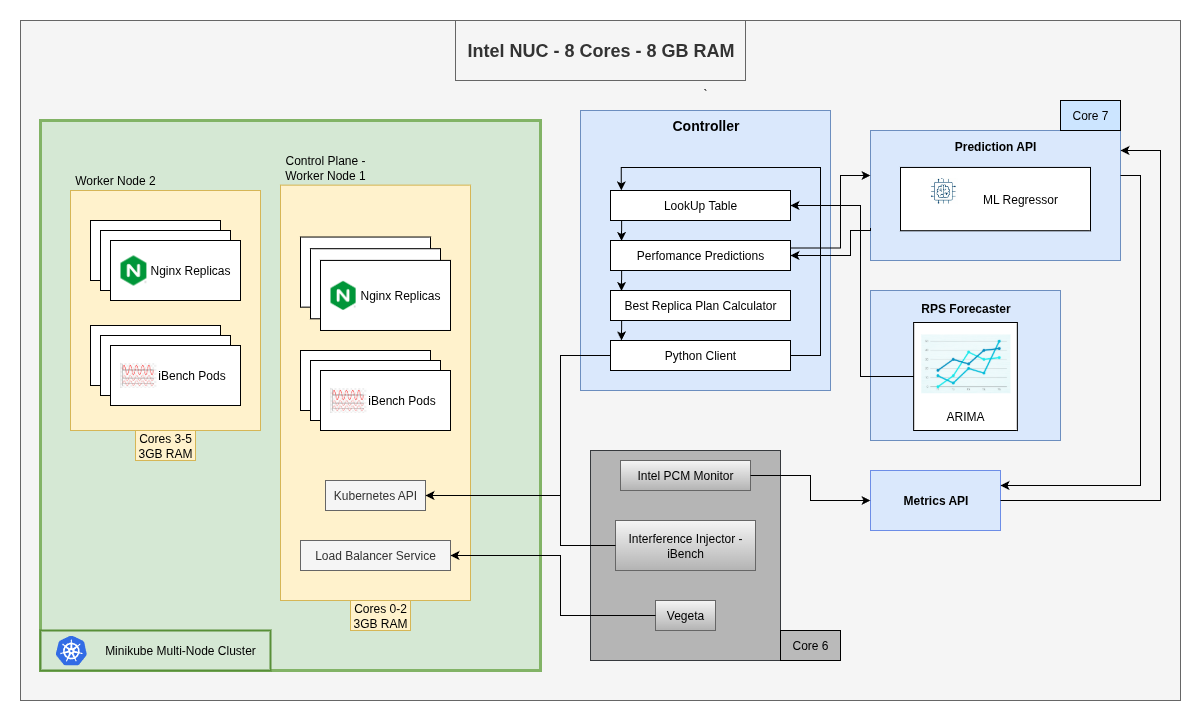 Intel NUC - 8 Cores - 8 GB RAM
`
Worker Node 2
Nginx Replicas
iBench Pods
Cores 3-5
3GB RAM
Control Plane -
Worker Node 1
Nginx Replicas
iBench Pods
Kubernetes API
Load Balancer Service
Cores 0-2
3GB RAM
Minikube Multi-Node Cluster
Controller
LookUp Table
Perfomance Predictions
Best Replica Plan Calculator
Python Client
Intel PCM Monitor
Interference Injector -
iBench
Vegeta
Core 6
Core 7
Prediction API
ML Regressor
RPS Forecaster
ARIMA
Metrics API